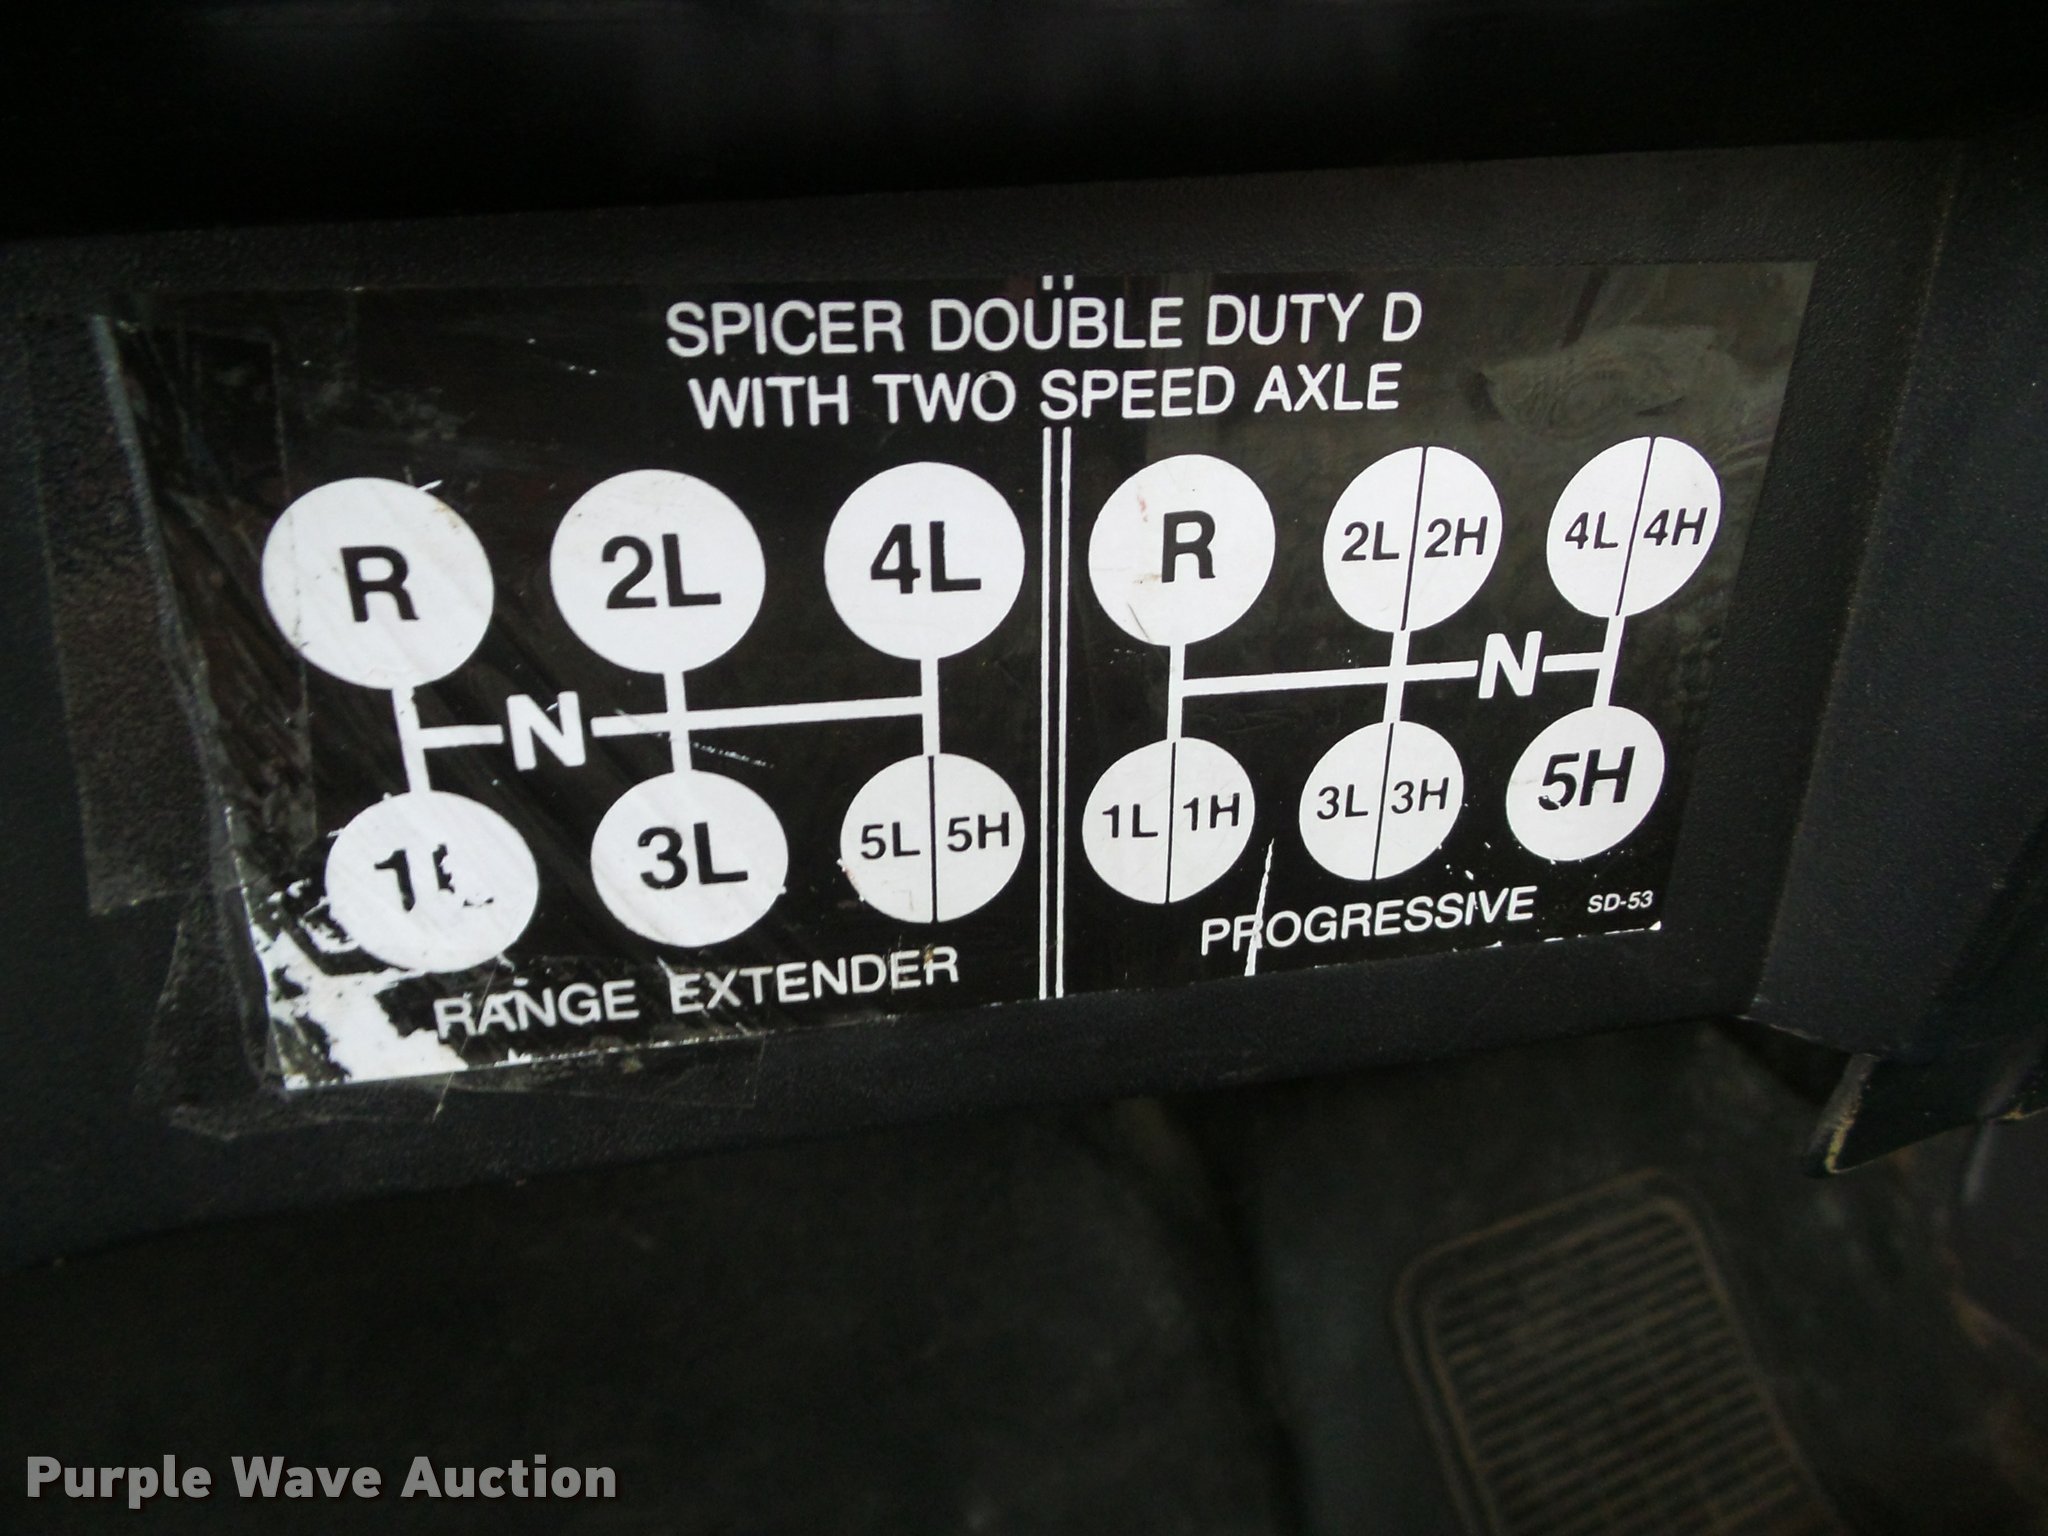 SPICER DOUBLE DUTY D
WITH TWO SPEED AXLE
R 2L 4L
N
1L 3L 5L 5H
RANGE EXTENDER
R 2L 2H 4L 4H
N
1L 1H 3L 3H 5H
PROGRESSIVE
SD-53
Purple Wave Auction